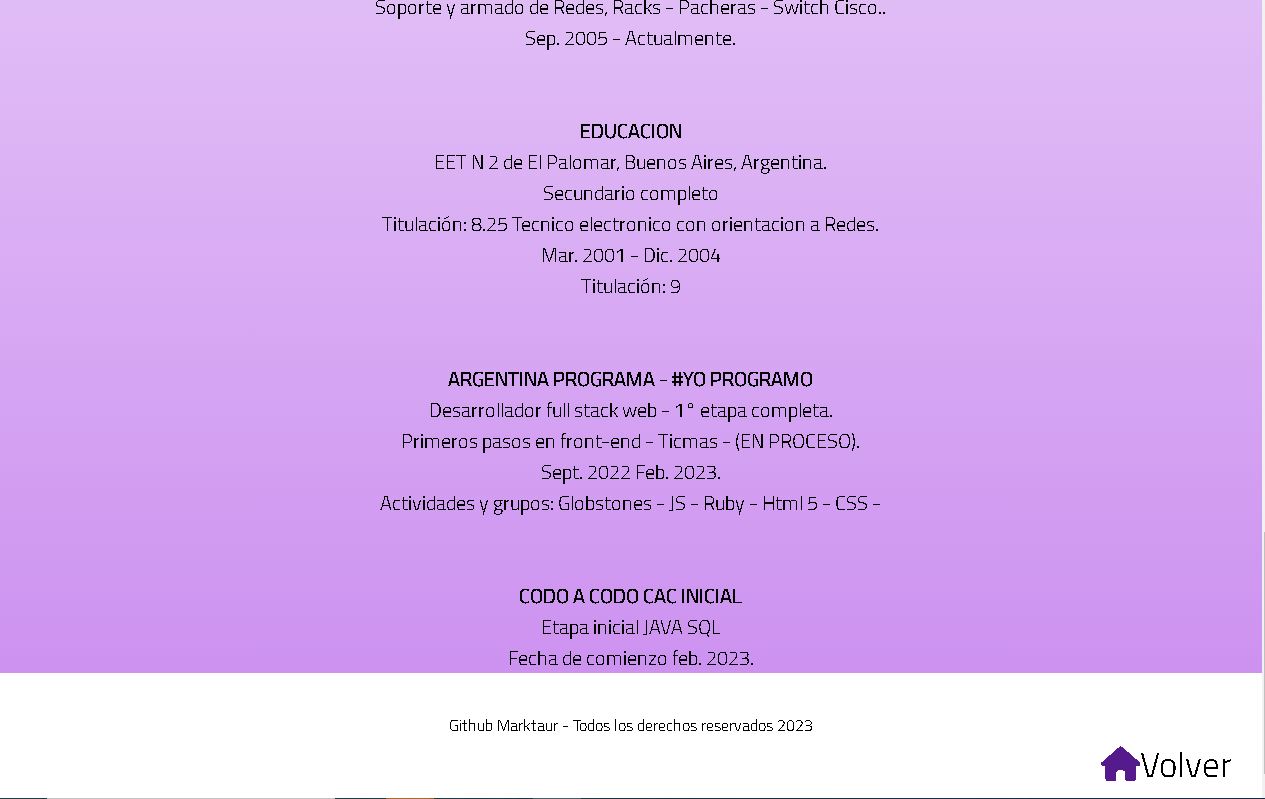 Soporte y armado de Redes, Racks - Pacheras - Switch Cisco..
Sep. 2005 - Actualmente.
EDUCACION
EET N 2 de El Palomar, Buenos Aires, Argentina.
Secundario completo
Titulación: 8.25 Tecnico electronico con orientacion a Redes.
Mar. 2001 - Dic. 2004
Titulación: 9
ARGENTINA PROGRAMA - #YO PROGRAMO
Desarrollador full stack web - 1° etapa completa.
Primeros pasos en front-end - Ticmas - (EN PROCESO).
Sept. 2022 Feb. 2023.
Actividades y grupos: Globstones - JS - Ruby - Html 5 - CSS -
CODO A CODO CAC INICIAL
Etapa inicial JAVA SQL
Fecha de comienzo feb. 2023.
Github Marktaur - Todos los derechos reservados 2023
Volver